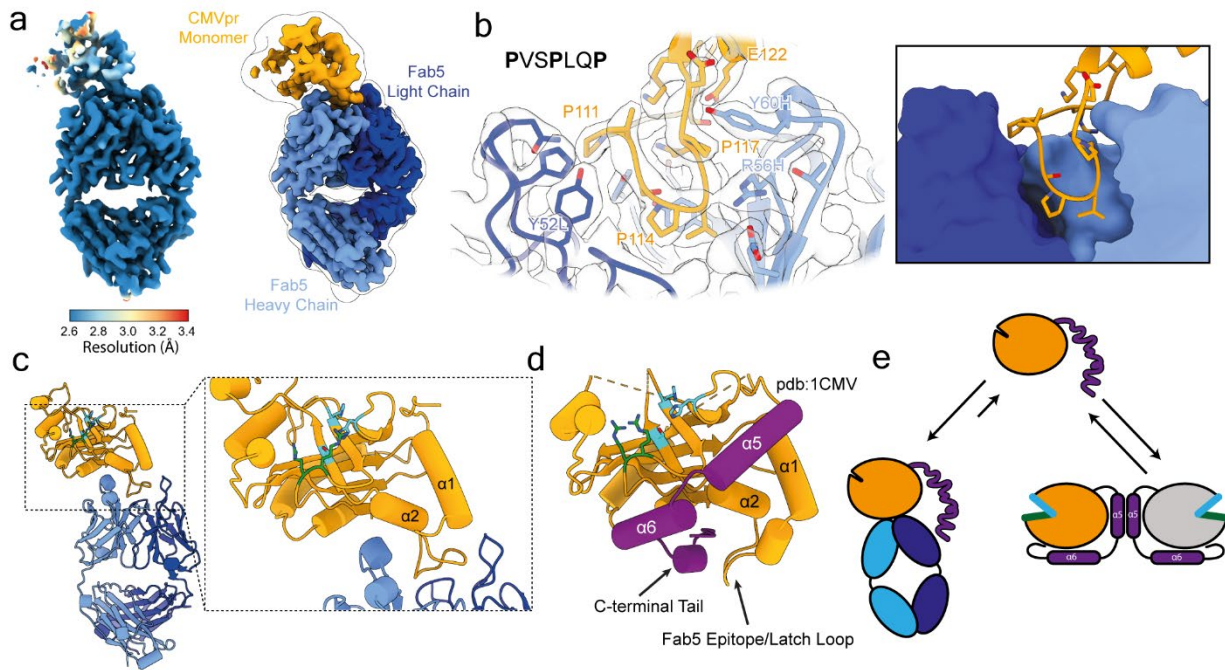 a
CMVpr
Monomer
Fab5
Light Chain
Fab5
Heavy Chain
2.6 2.8 3.0 3.2 3.4
Resolution (Å)
b
PVSPLQP
E122
P111
Y60H
P117
R56H
Y52L
P114
c
α1
α2
d
pdb:1CMV
α5
α1
α2
α6
C-terminal Tail
Fab5 Epitope/Latch Loop
e
α5 α5
α6 α6